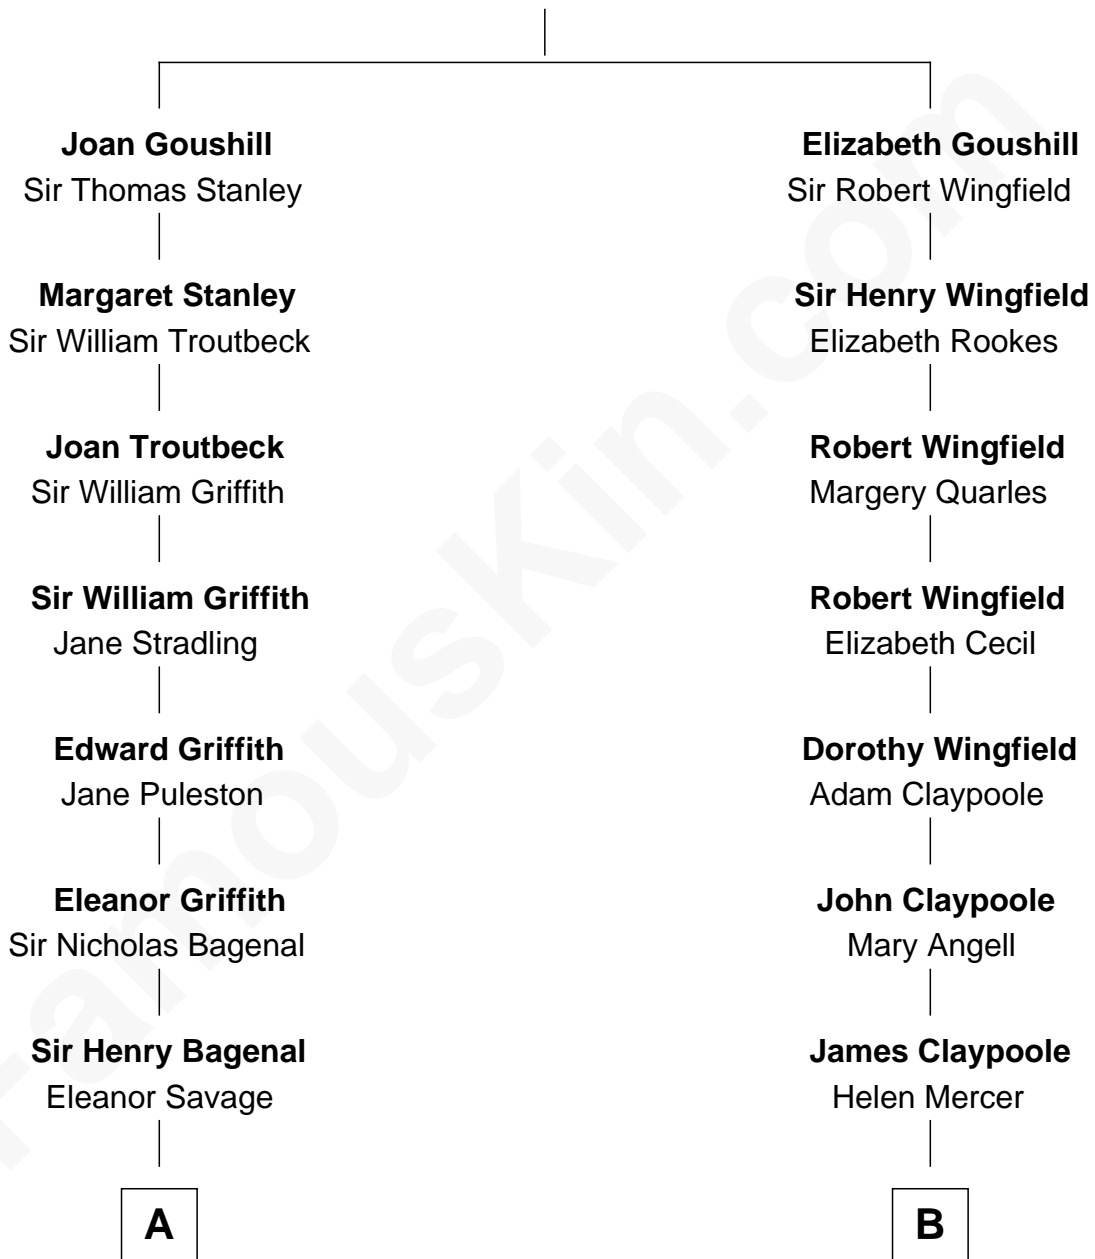 Joan Goushill
Sir Thomas Stanley
Margaret Stanley
Sir William Troutbeck
Joan Troutbeck
Sir William Griffith
Sir William Griffith
Jane Stradling
Edward Griffith
Jane Puleston
Eleanor Griffith
Sir Nicholas Bagenal
Sir Henry Bagenal
Eleanor Savage
A
Elizabeth Goushill
Sir Robert Wingfield
Sir Henry Wingfield
Elizabeth Rookes
Robert Wingfield
Margery Quarles
Robert Wingfield
Elizabeth Cecil
Dorothy Wingfield
Adam Claypoole
John Claypoole
Mary Angell
James Claypoole
Helen Mercer
B
FamousKin.com